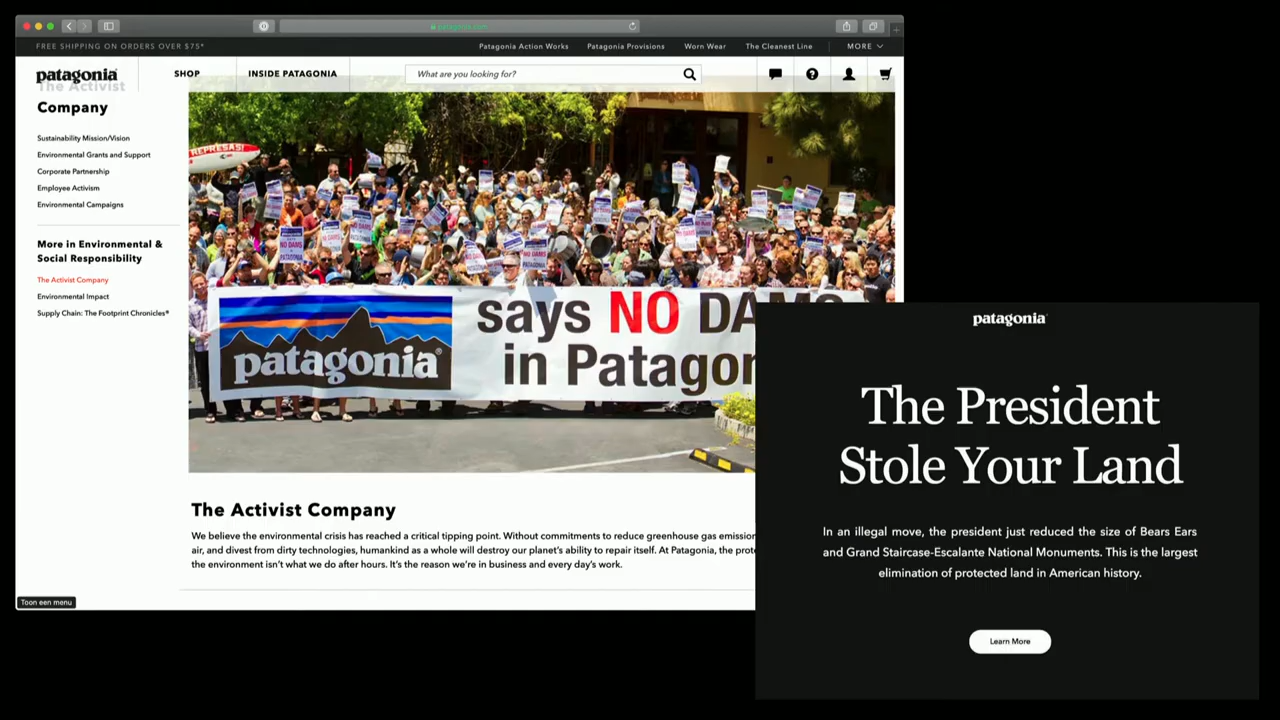 patagonia.com
FREE SHIPPING ON ORDERS OVER $75*
Patagonia Action Works
Patagonia Provisions
Worn Wear
The Cleanest Line
MORE
patagonia
SHOP
INSIDE PATAGONIA
What are you looking for?
The Activist
Company
Sustainability Mission/Vision
Environmental Grants and Support
Corporate Partnership
Employee Activism
Environmental Campaigns
More in Environmental &
Social Responsibility
The Activist Company
Environmental Impact
Supply Chain: The Footprint Chronicles®
REPRESAS!
NO DAMS
patagonia®
says NO DAMS
in Patagon
The Activist Company
We believe the environmental crisis has reached a critical tipping point. Without commitments to reduce greenhouse gas emission
air, and divest from dirty technologies, humankind as a whole will destroy our planet's ability to repair itself. At Patagonia, the prote
the environment isn't what we do after hours. It's the reason we're in business and every day's work.
Toon een menu
patagonia
The President
Stole Your Land
In an illegal move, the president just reduced the size of Bears Ears
and Grand Staircase-Escalante National Monuments. This is the largest
elimination of protected land in American history.
Learn More